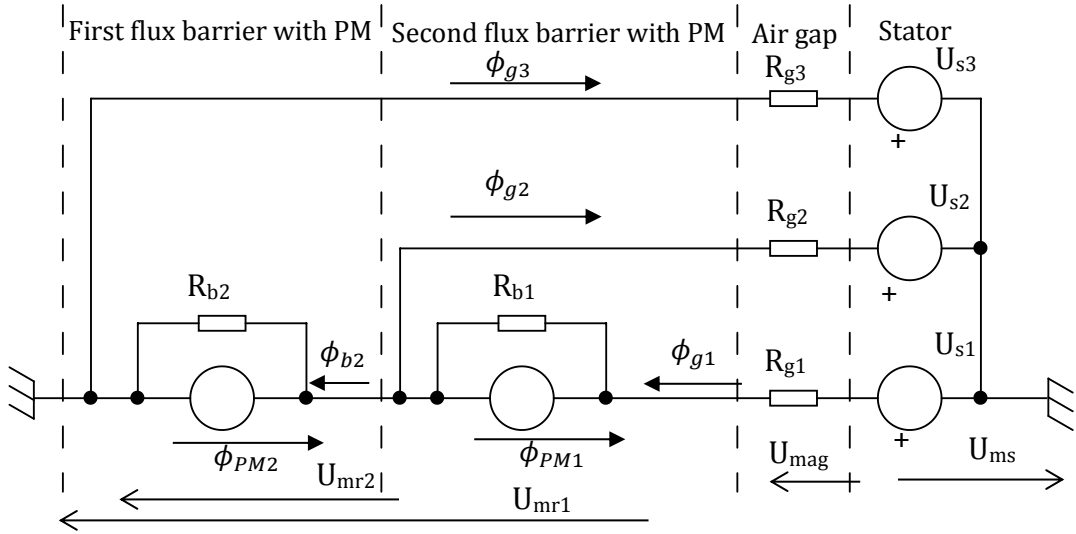 First flux barrier with PM Second flux barrier with PM Air gap Stator
ϕg3 Rg3 Us3
+
ϕg2 Rg2 Us2
+
Rb2 Rb1
ϕb2 ϕg1 Rg1 Us1
+
ϕPM2 ϕPM1 Umag Ums
Umr2
Umr1